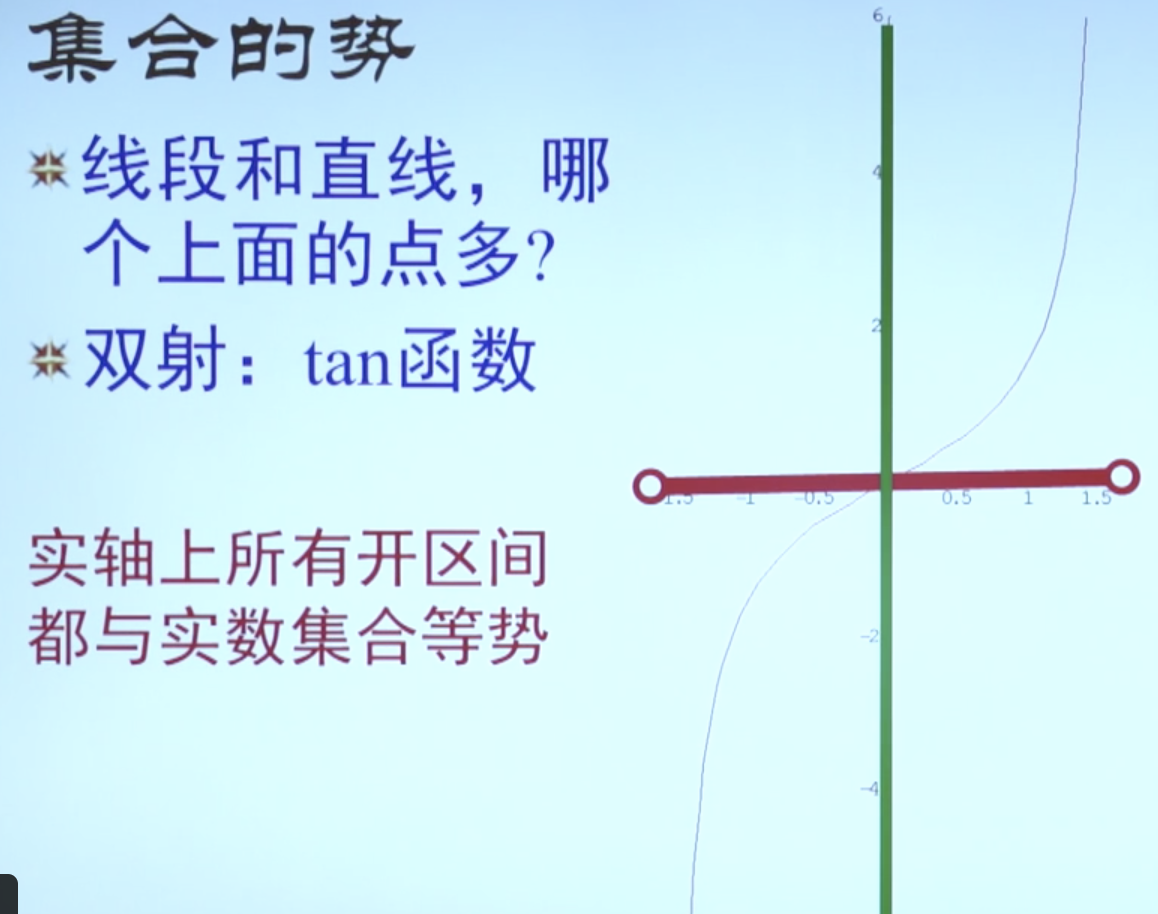 集合的势
线段和直线，哪
个上面的点多?
双射：tan函数
实轴上所有开区间
都与实数集合等势
6
4
2
1.5 -1 -0.5 0.5 1 1.5
-2
-4